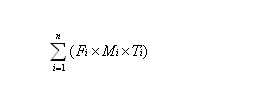 n
∑ (Fi×Mi×Ti)
i=1